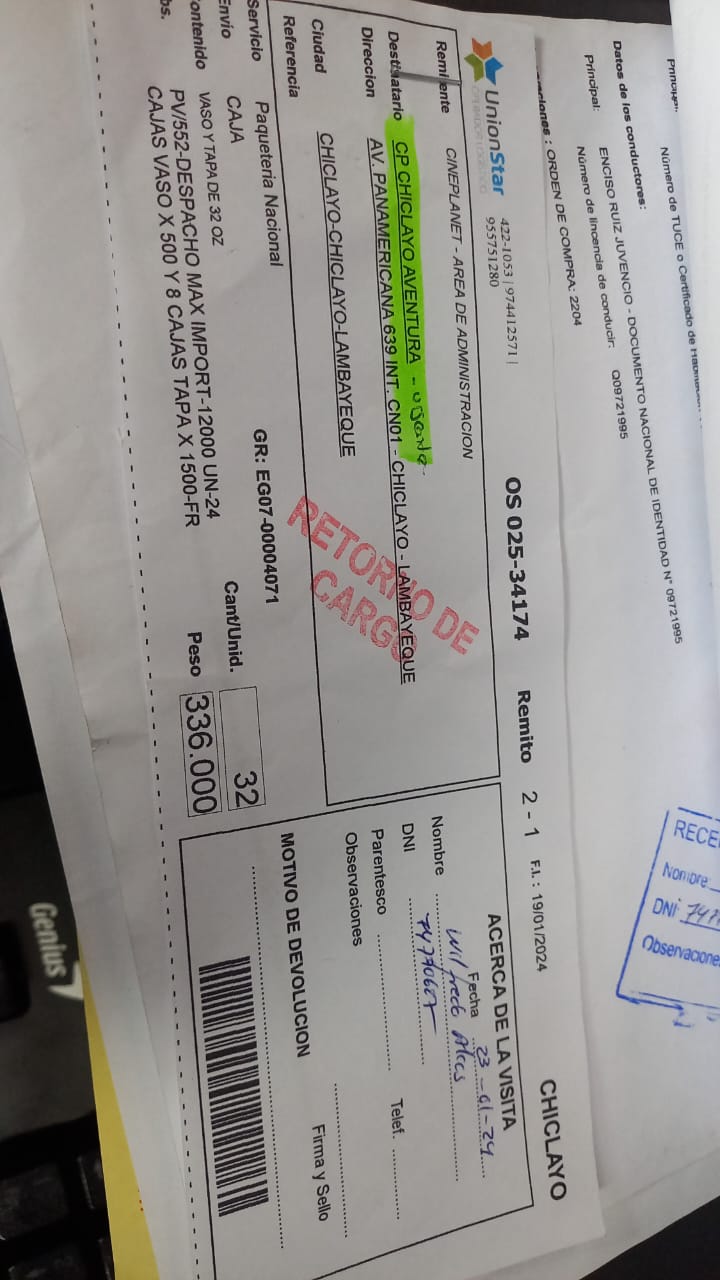 Número de TUCE o Certificado de
Datos de los conductores:
Principal: ENCISO RUIZ JUVENCIO - DOCUMENTO NACIONAL DE IDENTIDAD N° 09721995
Número de lincencia de conducir: Q09721995
: ORDEN DE COMPRA: 2204
UnionStar
422-1053 | 974412571 |
955751280
OS 025-34174 Remito 2 - 1 F.I. : 19/01/2024 CHICLAYO
Remitente CINEPLANET - AREA DE ADMINISTRACION
Destinatario CP CHICLAYO AVENTURA -
Direccion AV. PANAMERICANA 639 INT. CN01 - CHICLAYO - LAMBAYEQUE
Ciudad CHICLAYO-CHICLAYO-LAMBAYEQUE
Referencia
RETORNO DE
CARGO
Servicio Paqueteria Nacional GR: EG07-00004071
Envio CAJA Cant/Unid. 32
ontenido VASO Y TAPA DE 32 OZ Peso 336.000
bs. PV/552-DESPACHO MAX IMPORT-12000 UN-24
CAJAS VASO X 500 Y 8 CAJAS TAPA X 1500-FR
ACERCA DE LA VISITA
Fecha 23-01-24
Nombre Wilfredo
DNI
Parentesco Telef.
Observaciones
Firma y Sello
MOTIVO DE DEVOLUCION
RECE
Nombre:
DNI:
Observacione
Genius